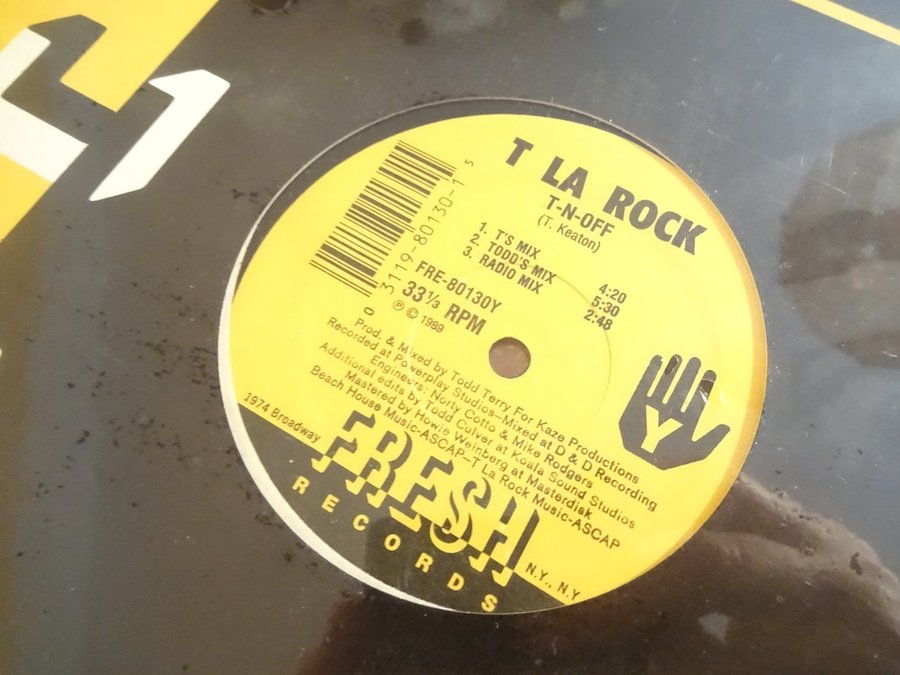 T LA ROCK
T-N-OFF
(T. Keaton)
1. T'S MIX 4:20
2. TODD'S MIX 5:30
3. RADIO MIX 2:48
3119-80130-1 5
0
FRE-80130Y
33⅓ RPM
℗ © 1989
Prod. & Mixed by Todd Terry For Kaze Productions
Recorded at Powerplay Studios-Mixed at D & D Recording
Engineers: Norty Cotto & Mike Rodgers
Additional edits by Todd Culver at Koala Sound Studios
Mastered by Howie Weinberg at Masterdisk
Beach House Music-ASCAP-T La Rock Music-ASCAP
Y
1974 Broadway
FRESH
RECORDS
N.Y., N.Y
1